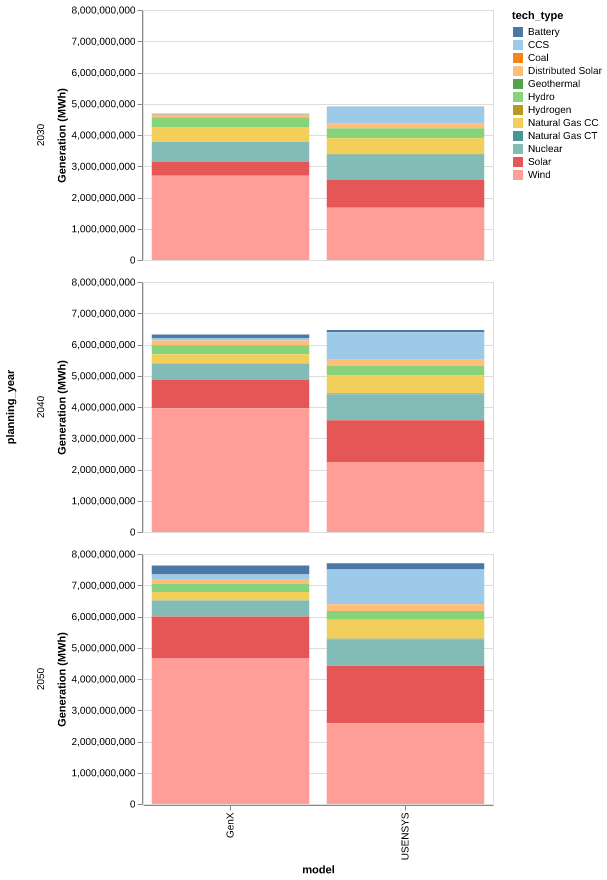 planning_year
2030
Generation (MWh)
8,000,000,000
7,000,000,000
6,000,000,000
5,000,000,000
4,000,000,000
3,000,000,000
2,000,000,000
1,000,000,000
0
2040
Generation (MWh)
8,000,000,000
7,000,000,000
6,000,000,000
5,000,000,000
4,000,000,000
3,000,000,000
2,000,000,000
1,000,000,000
0
2050
Generation (MWh)
8,000,000,000
7,000,000,000
6,000,000,000
5,000,000,000
4,000,000,000
3,000,000,000
2,000,000,000
1,000,000,000
0
GenX
USENSYS
model
tech_type
Battery
CCS
Coal
Distributed Solar
Geothermal
Hydro
Hydrogen
Natural Gas CC
Natural Gas CT
Nuclear
Solar
Wind